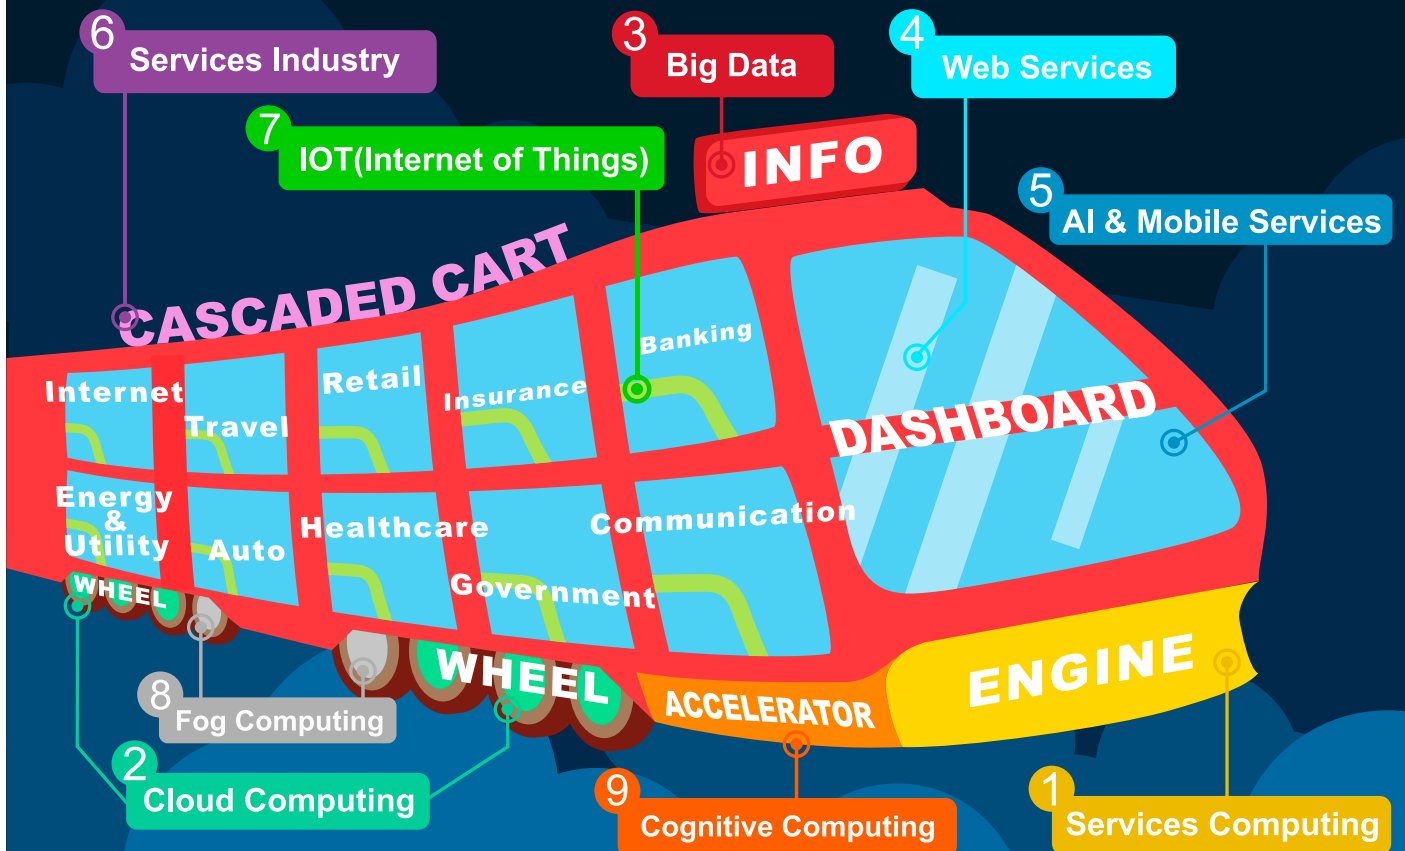 6
Services Industry
3
Big Data
4
Web Services
7
IOT(Internet of Things)
INFO
5
AI & Mobile Services
CASCADED CART
Banking
Retail
Insurance
Internet
Travel
DASHBOARD
Energy
&
Utility
Auto
Healthcare
Communication
Government
WHEEL
WHEEL
ENGINE
ACCELERATOR
8
Fog Computing
2
Cloud Computing
9
Cognitive Computing
1
Services Computing